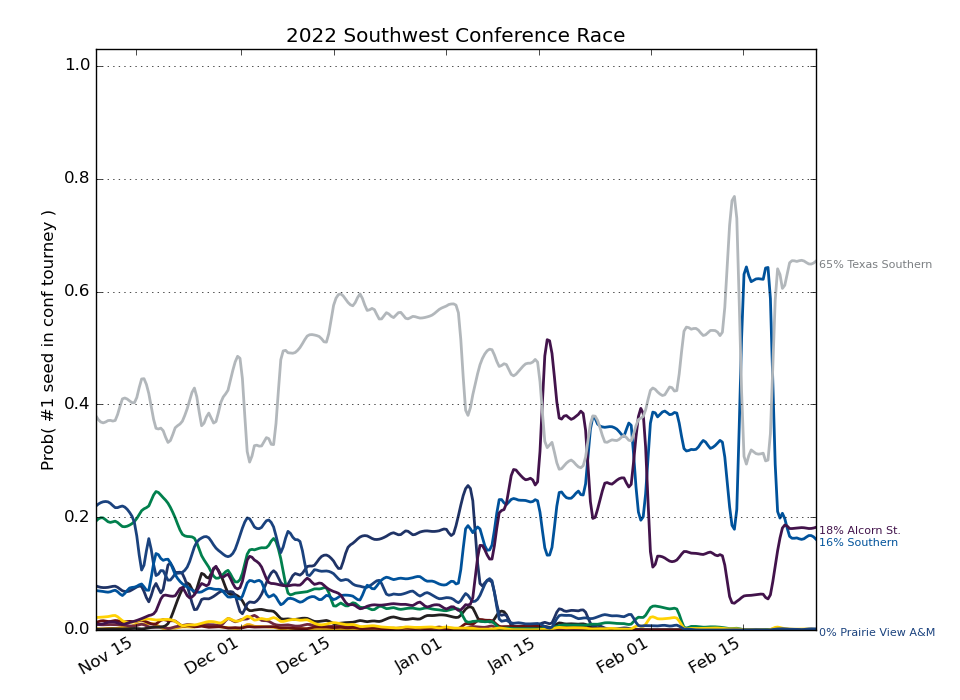 2022 Southwest Conference Race
Prob( #1 seed in conf tourney )
1.0
0.8
0.6
0.4
0.2
0.0
Nov 15
Dec 01
Dec 15
Jan 01
Jan 15
Feb 01
Feb 15
65% Texas Southern
18% Alcorn St.
16% Southern
0% Prairie View A&M